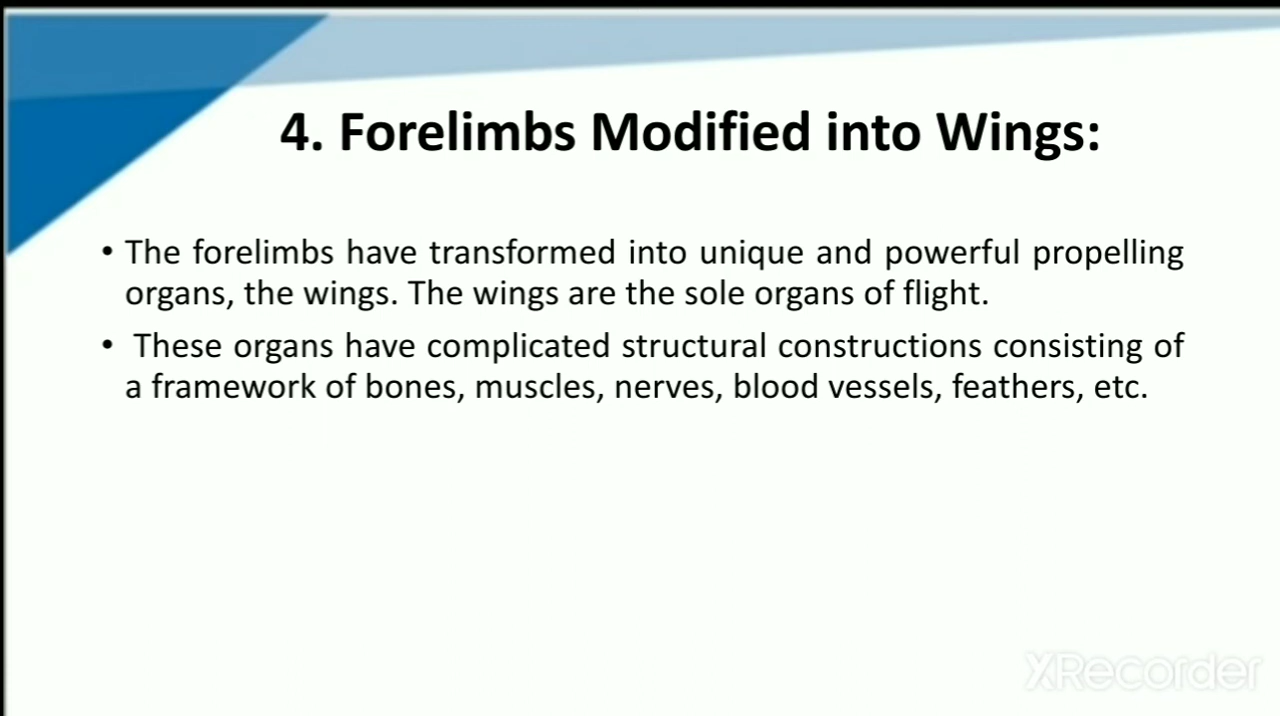 4. Forelimbs Modified into Wings:
• The forelimbs have transformed into unique and powerful propelling
organs, the wings. The wings are the sole organs of flight.
• These organs have complicated structural constructions consisting of
a framework of bones, muscles, nerves, blood vessels, feathers, etc.
XRecorder